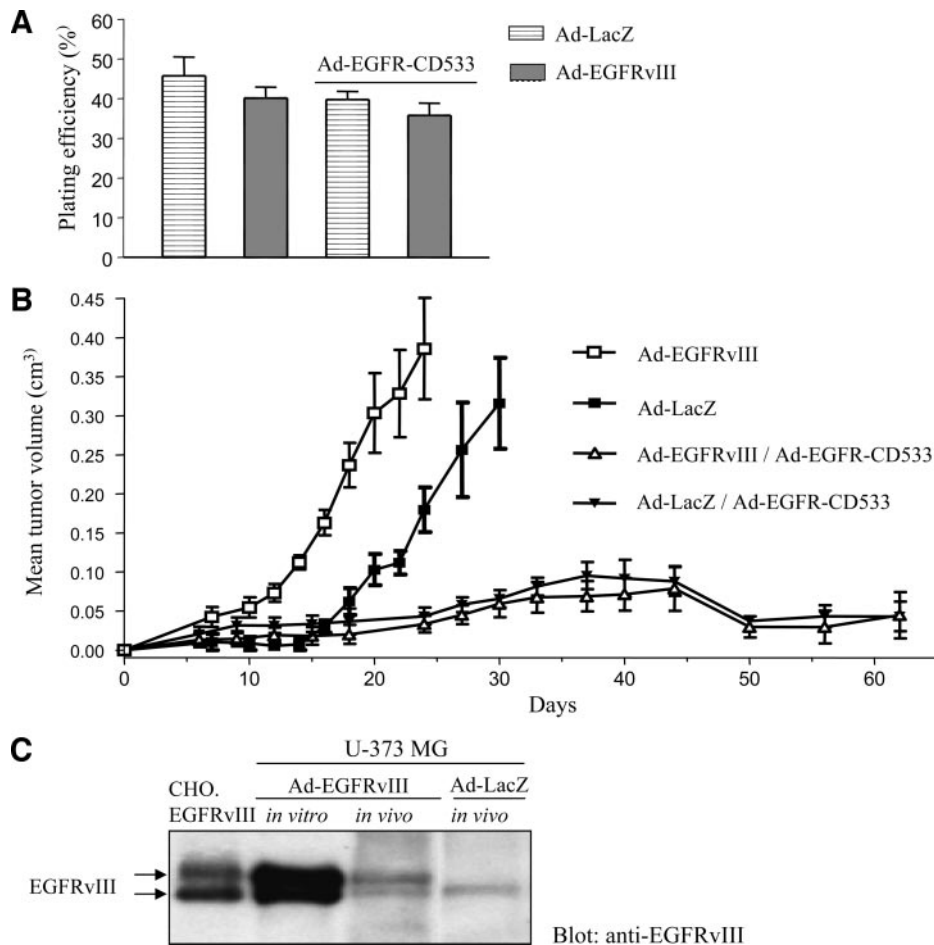 A
Plating efficiency (%)
60
50
40
30
20
10
0
Ad-EGFR-CD533
Ad-LacZ
Ad-EGFRvIII
B
Mean tumor volume (cm³)
0.45
0.40
0.35
0.30
0.25
0.20
0.15
0.10
0.05
0.00
0 10 20 30 40 50 60
Days
Ad-EGFRvIII
Ad-LacZ
Ad-EGFRvIII / Ad-EGFR-CD533
Ad-LacZ / Ad-EGFR-CD533
C
U-373 MG
CHO. Ad-EGFRvIII Ad-LacZ
EGFRvIII in vitro in vivo in vivo
EGFRvIII
Blot: anti-EGFRvIII